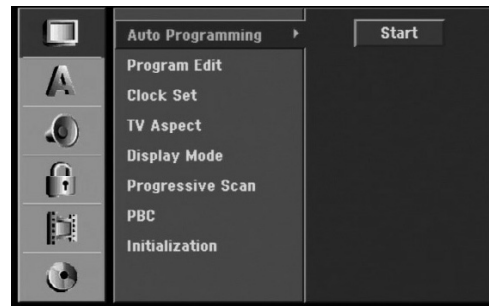 Auto Programming
Start
Program Edit
Clock Set
TV Aspect
Display Mode
Progressive Scan
PBC
Initialization
A